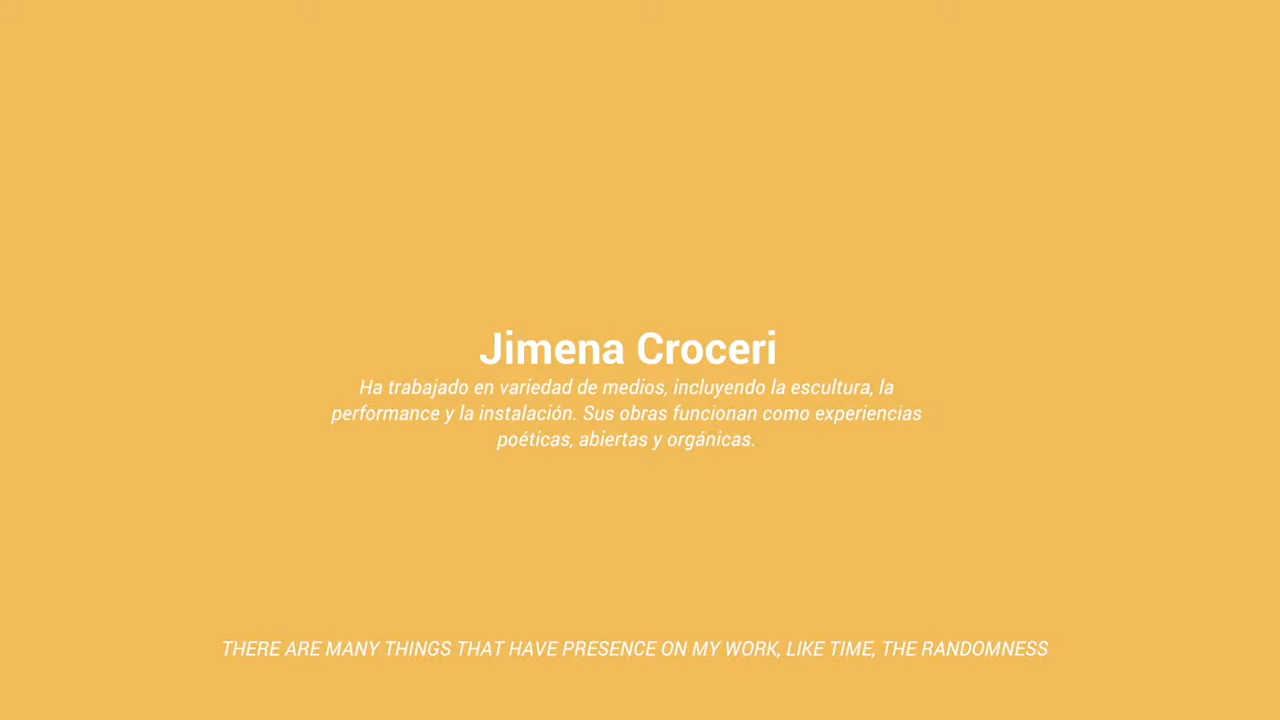 Jimena Croceri
Ha trabajado en variedad de medios, incluyendo la escultura, la
performance y la instalación. Sus obras funcionan como experiencias
poéticas, abiertas y orgánicas.
THERE ARE MANY THINGS THAT HAVE PRESENCE ON MY WORK, LIKE TIME, THE RANDOMNESS